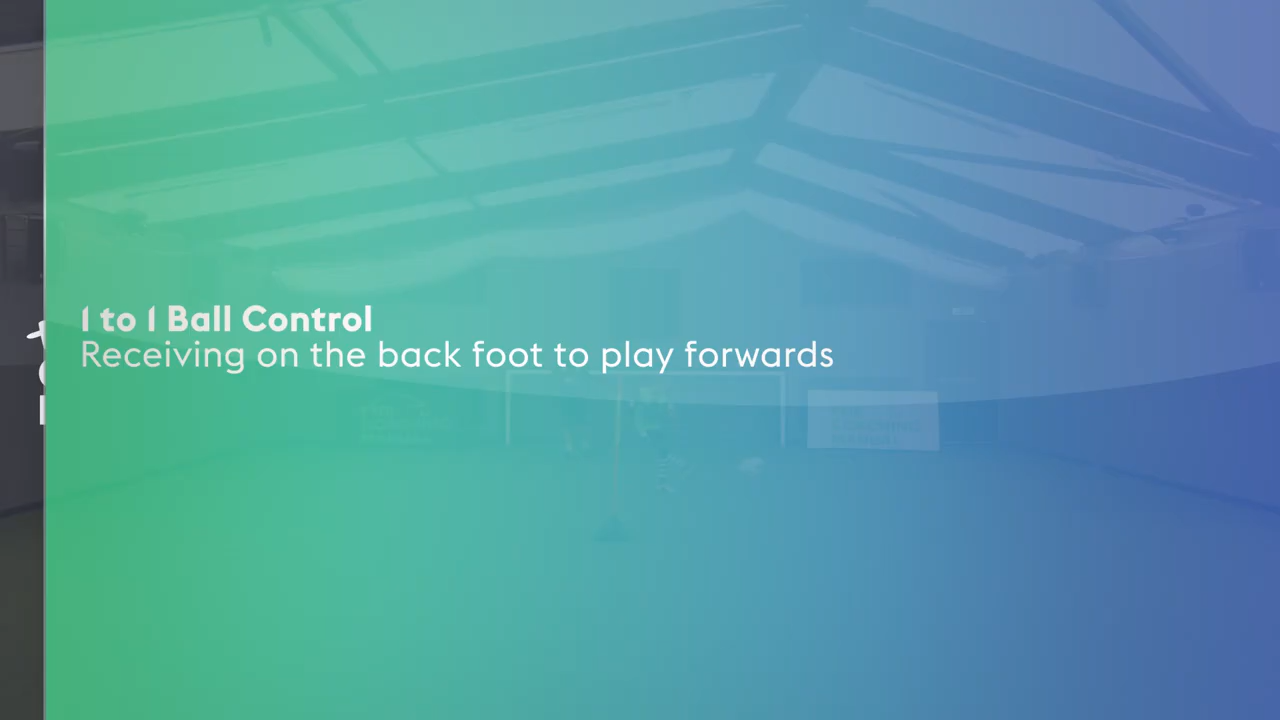 1 to 1 Ball Control
Receiving on the back foot to play forwards